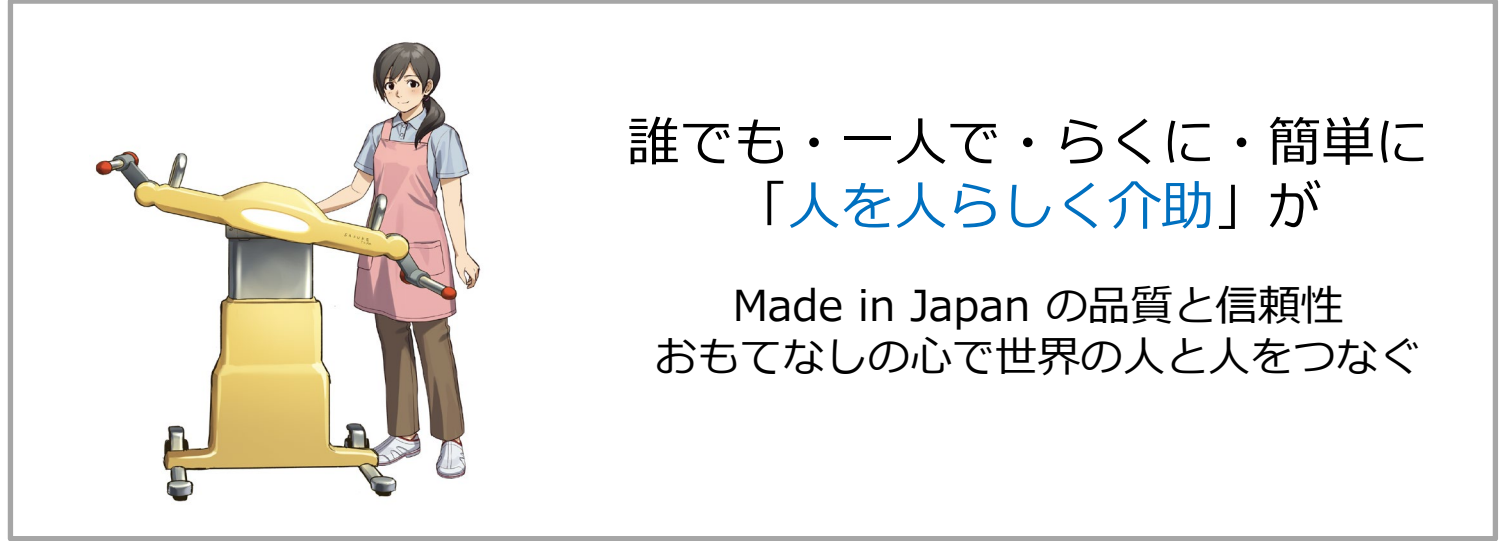 誰でも・一人で・らくに・簡単に
「人を人らしく介助」が
Made in Japan の品質と信頼性
おもてなしの心で世界の人と人をつなぐ